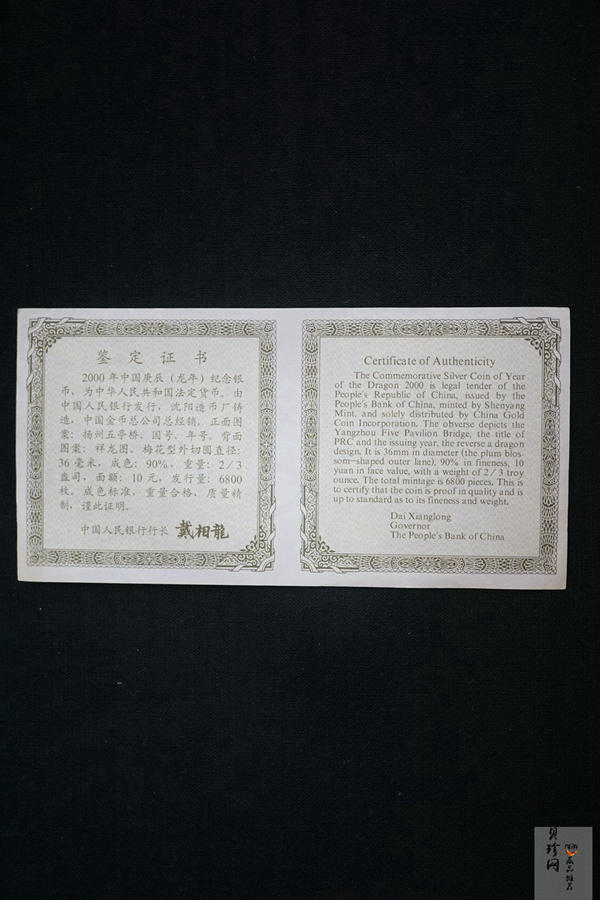 鉴定证书
2000年中国庚辰（龙年）纪念银
币，为中华人民共和国法定货币。由
中国人民银行发行，沈阳造币厂铸
造，中国金币总公司总经销。正面图
案：扬州五亭桥、国号、年号。背面
图案：祥龙图。梅花型外切圆直径：
36毫米，成色：90%，重量：2/3
盎司，面额：10元，发行量：6800
枚。成色标准，重量合格，质量精
制，谨此证明。
中国人民银行行长 戴相龍
Certificate of Authenticity
The Commemorative Silver Coin of Year
of the Dragon 2000 is legal tender of the
People's Republic of China, issued by the
People's Bank of China, minted by Shenyang
Mint, and solely distributed by China Gold
Coin Incorporation. The obverse depicts the
Yangzhou Five Pavilion Bridge, the title of
PRC and the issuing year, the reverse a dragon
design. It is 36mm in diameter (the plum blos-
som-shaped outer lane), 90% in fineness, 10
yuan in face value, with a weight of 2/3 troy
ounce. The total mintage is 6800 pieces. This is
to certify that the coin is proof in quality and is
up to standard as to its fineness and weight.
Dai Xianglong
Governor
The People's Bank of China
贝珍网
藏品推荐